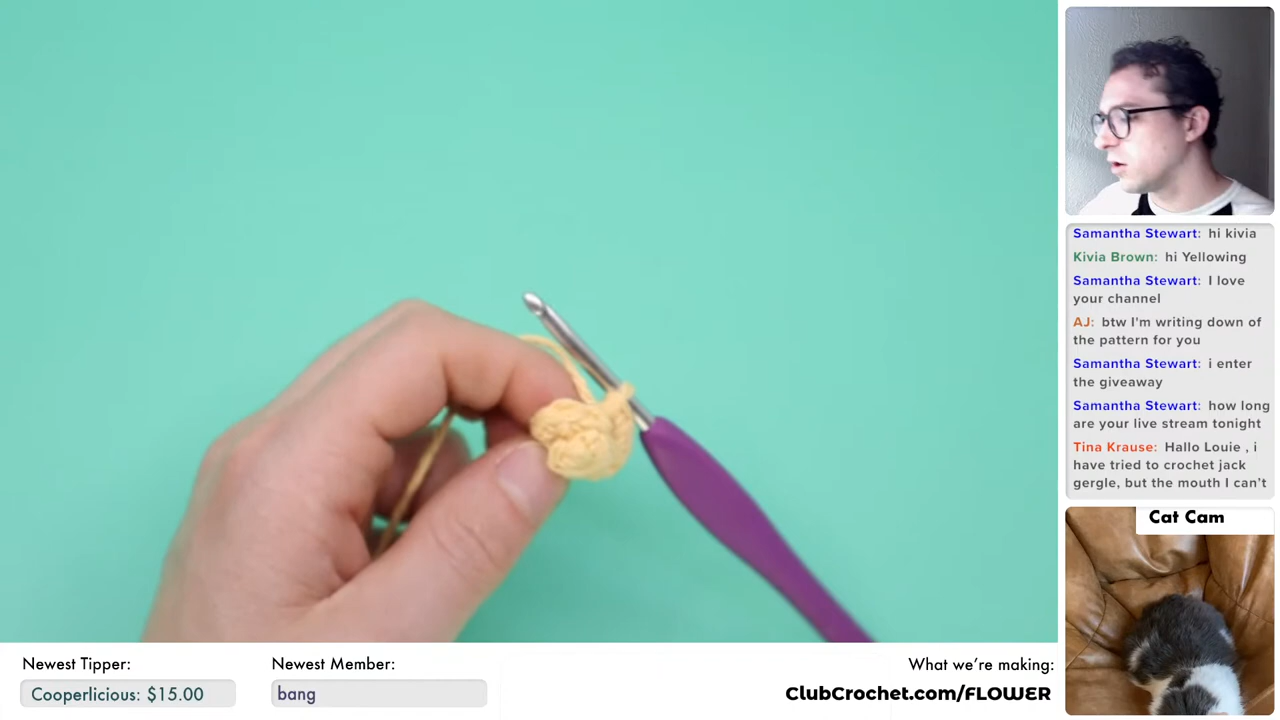 Samantha Stewart: hi kivia
Kivia Brown: hi Yellowing
Samantha Stewart: I love
your channel
AJ: btw I'm writing down of
the pattern for you
Samantha Stewart: i enter
the giveaway
Samantha Stewart: how long
are your live stream tonight
Tina Krause: Hallo Louie , i
have tried to crochet jack
gergle, but the mouth I can't
Cat Cam
Newest Tipper:
Cooperlicious: $15.00
Newest Member:
bang
What we're making:
ClubCrochet.com/FLOWER